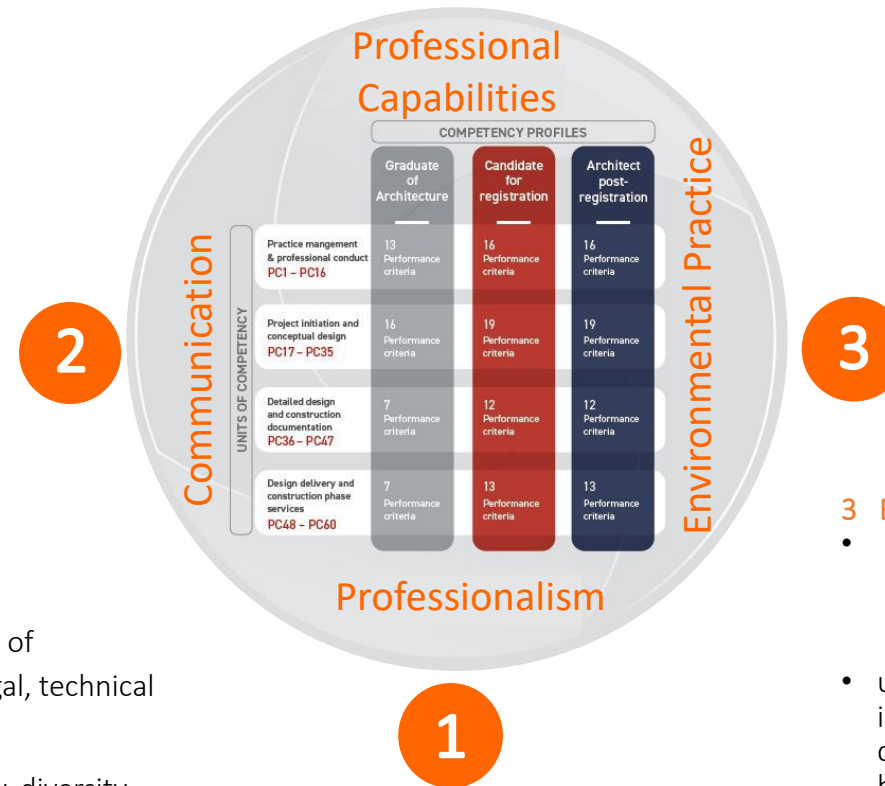 Professional
Capabilities
COMPETENCY PROFILES
Graduate
of
Architecture
Candidate
for
registration
Architect
post-
registration
Communication
UNITS OF COMPETENCY
Environmental Practice
Practice mangement
& professional conduct
PC1 – PC16
13
Performance
criteria
16
Performance
criteria
16
Performance
criteria
2
3
Project initiation and
conceptual design
PC17 – PC35
16
Performance
criteria
19
Performance
criteria
19
Performance
criteria
Detailed design
and construction
documentation
PC36 – PC47
7
Performance
criteria
12
Performance
criteria
12
Performance
criteria
Design delivery and
construction phase
services
PC48 – PC60
7
Performance
criteria
13
Performance
criteria
13
Performance
criteria
Professionalism
1
of
al, technical
diversity
3